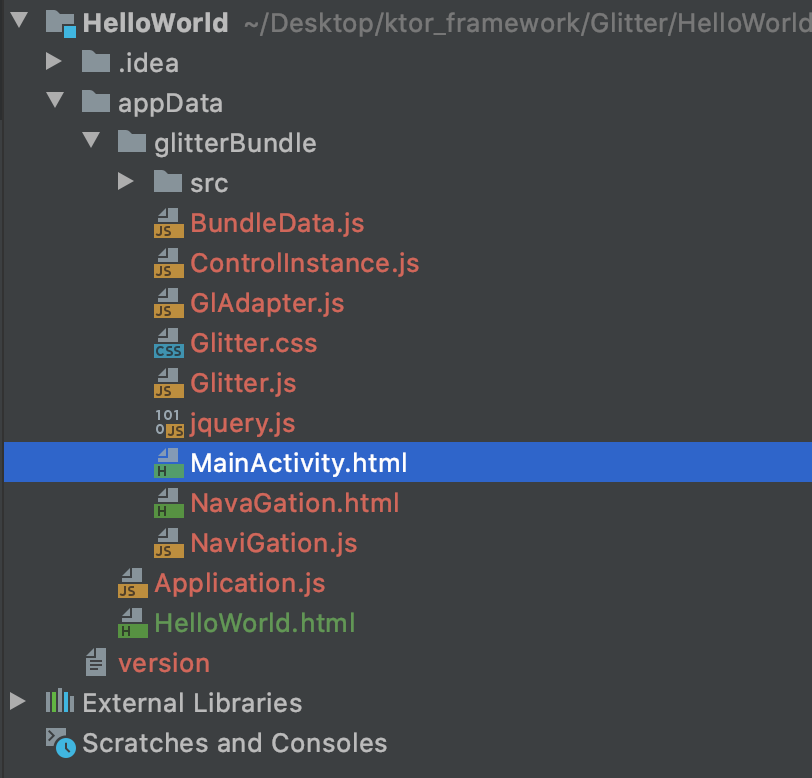 HelloWorld ~/Desktop/ktor_framework/Glitter/HelloWorld
.idea
appData
glitterBundle
src
JS BundleData.js
JS ControlInstance.js
JS GlAdapter.js
CSS Glitter.css
JS Glitter.js
101 0 JS jquery.js
H MainActivity.html
H NavaGation.html
JS NaviGation.js
JS Application.js
H HelloWorld.html
version
External Libraries
Scratches and Consoles